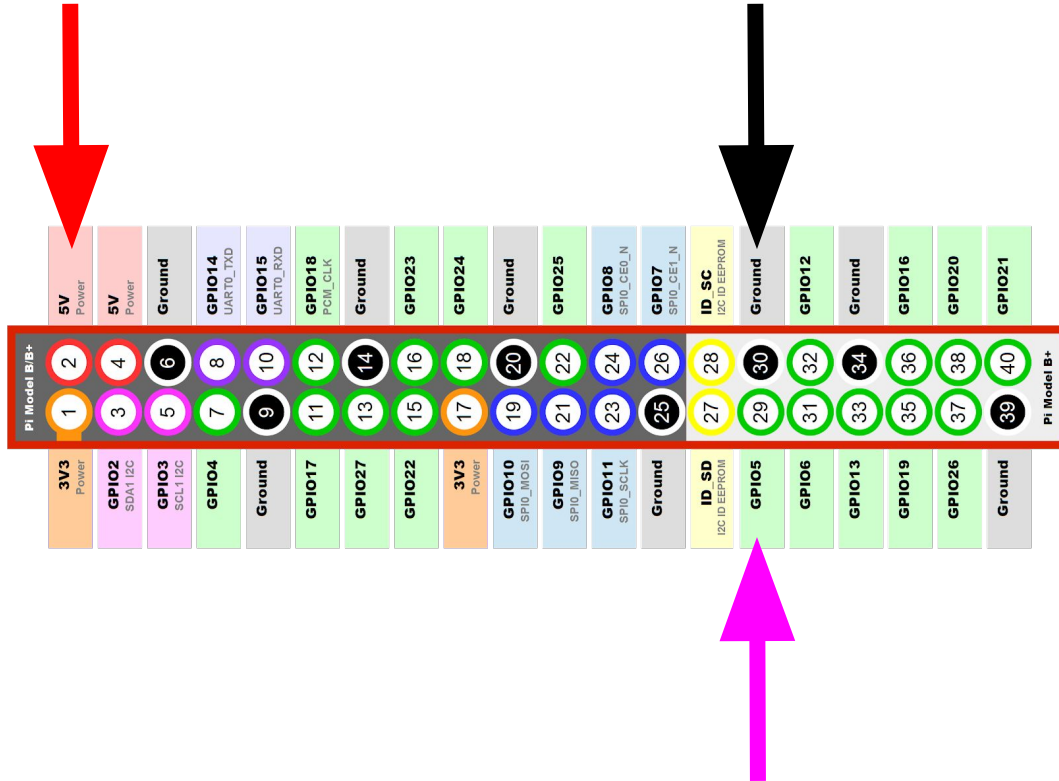 5V
Power
5V
Power
Ground
GPIO14
UART0_TXD
GPIO15
UART0_RXD
GPIO18
PCM_CLK
Ground
GPIO23
GPIO24
Ground
GPIO25
GPIO8
SPI0_CE0_N
GPIO7
SPI0_CE1_N
ID_SC
I2C ID EEPROM
Ground
GPIO12
Ground
GPIO16
GPIO20
GPIO21
Pi Model B/B+
2 4 6 8 10 12 14 16 18 20 22 24 26 28 30 32 34 36 38 40
1 3 5 7 9 11 13 15 17 19 21 23 25 27 29 31 33 35 37 39
Pi Model B+
3V3
Power
GPIO2
SDA1 I2C
GPIO3
SCL1 I2C
GPIO4
Ground
GPIO17
GPIO27
GPIO22
3V3
Power
GPIO10
SPI0_MOSI
GPIO9
SPI0_MISO
GPIO11
SPI0_SCLK
Ground
ID_SD
I2C ID EEPROM
GPIO5
GPIO6
GPIO13
GPIO19
GPIO26
Ground